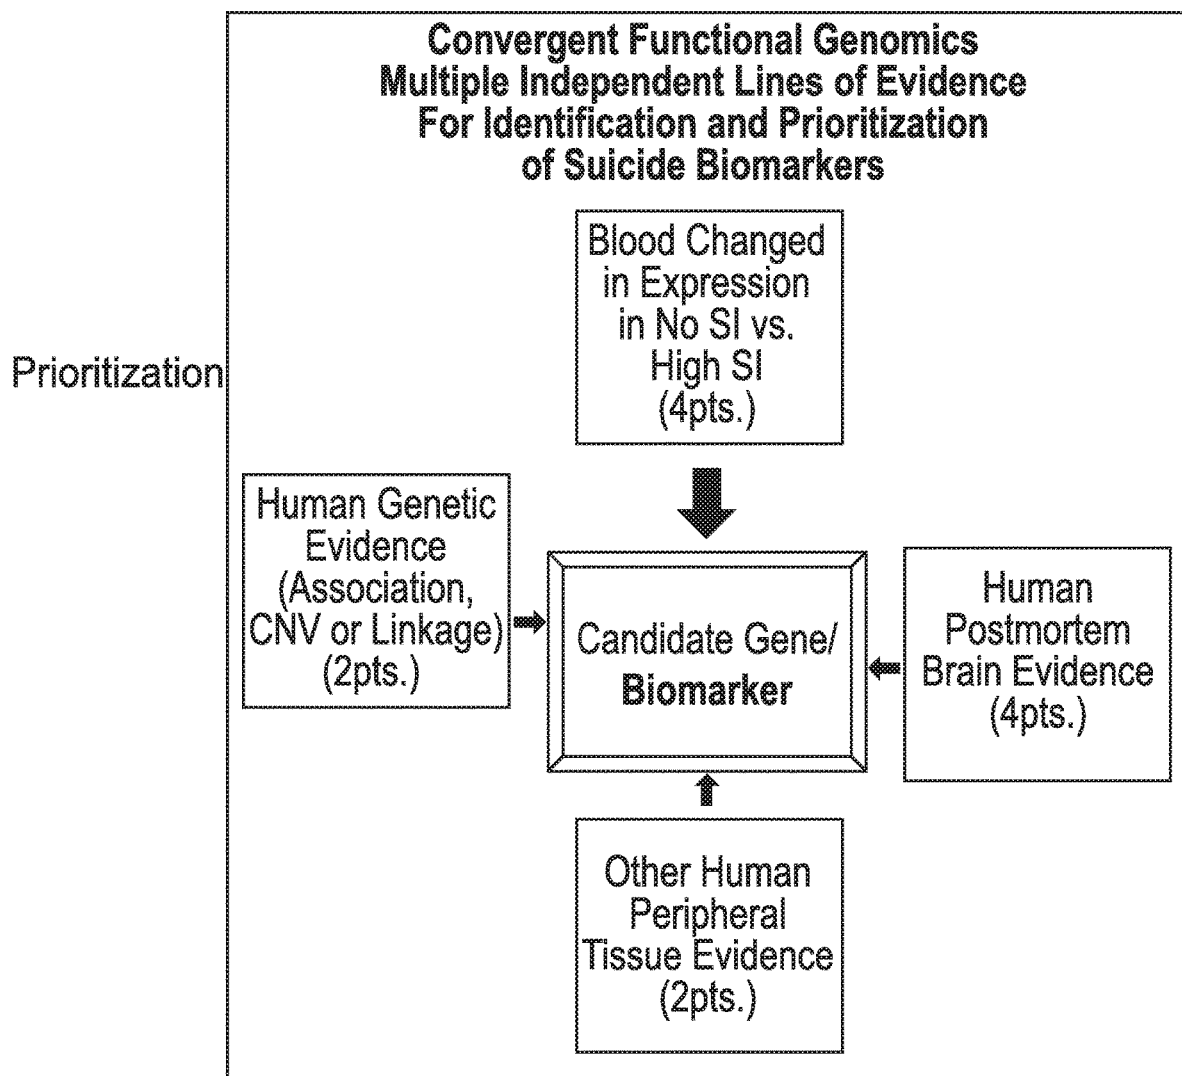 Convergent Functional Genomics
Multiple Independent Lines of Evidence
For Identification and Prioritization
of Suicide Biomarkers
Blood Changed
in Expression
in No SI vs.
High SI
(4pts.)
Prioritization
Human Genetic
Evidence
(Association,
CNV or Linkage)
(2pts.)
Candidate Gene/
Biomarker
Human
Postmortem
Brain Evidence
(4pts.)
Other Human
Peripheral
Tissue Evidence
(2pts.)